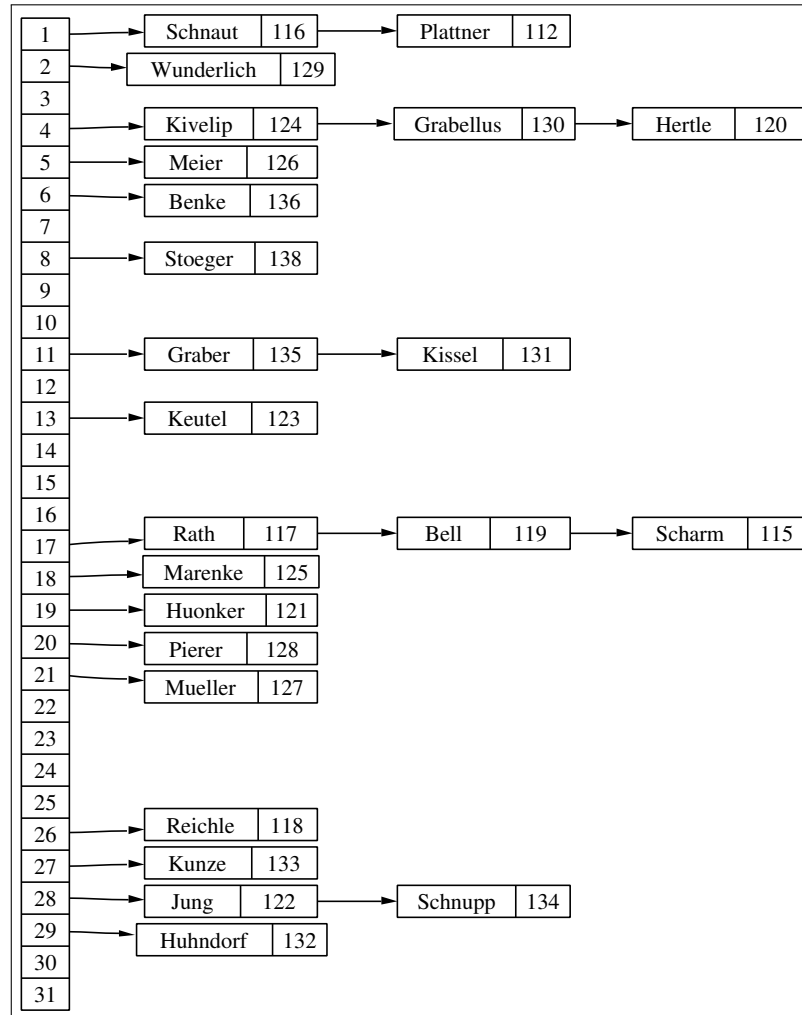 1 Schnaut 116 Plattner 112
2 Wunderlich 129
3
4 Kivelip 124 Grabellus 130 Hertle 120
5 Meier 126
6 Benke 136
7
8 Stoeger 138
9
10
11 Graber 135 Kissel 131
12
13 Keutel 123
14
15
16
17 Rath 117 Bell 119 Scharm 115
18 Marenke 125
19 Huonker 121
20 Pierer 128
21 Mueller 127
22
23
24
25
26 Reichle 118
27 Kunze 133
28 Jung 122 Schnupp 134
29 Huhndorf 132
30
31